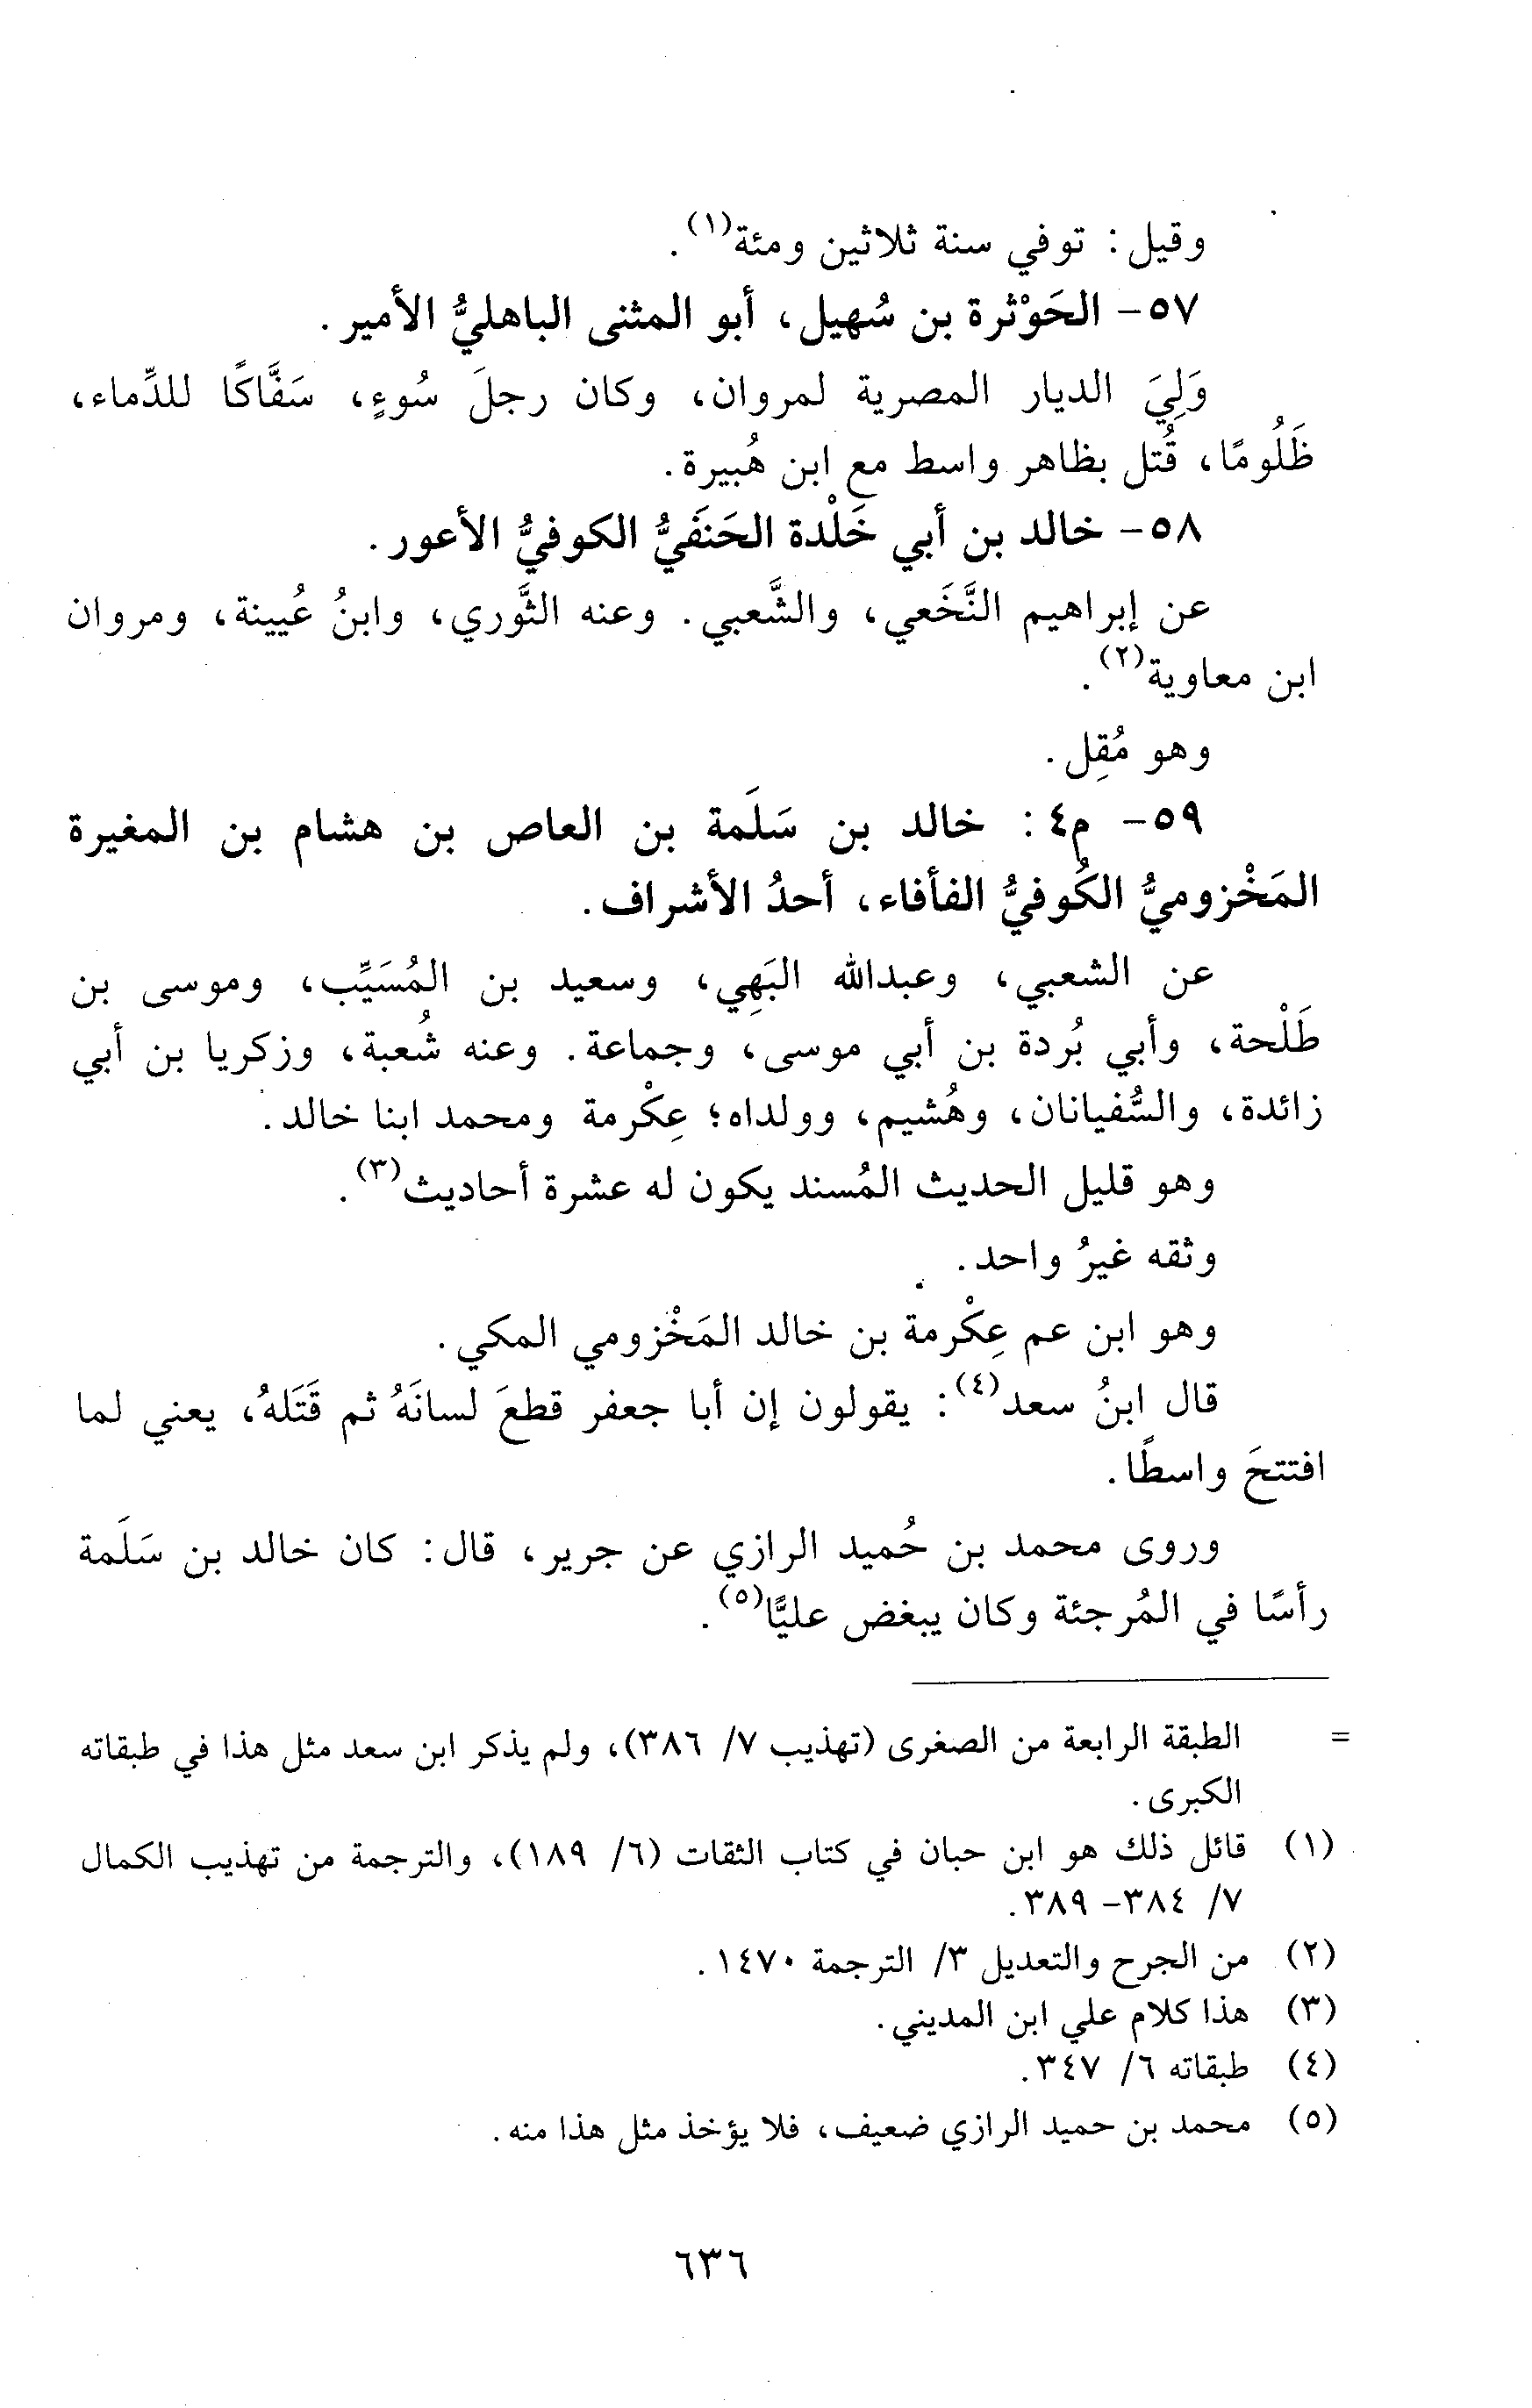 وقيل: توفي سنة ثلاثين ومئة(١).
٥٧- الحَوْثرة بن سُهيل، أبو المثنى الباهليُّ الأمير.
وَلِيَ الديار المصرية لمروان، وكان رجلَ سُوءٍ، سَفَّاكًا للدِّماء،
ظَلُومًا، قُتل بظاهر واسط مع ابن هُبيرة.
٥٨- خالد بن أبي خَلْدة الحَنَفيُّ الكوفيُّ الأعور.
عن إبراهيم النَّخَعي، والشَّعبي. وعنه الثَّوري، وابنُ عُيينة، ومروان
ابن معاوية(٢).
وهو مُقِل.
٥٩- م٤: خالد بن سَلَمة بن العاص بن هشام بن المغيرة
المَخْزوميُّ الكُوفيُّ الفأفاء، أحدُ الأشراف.
عن الشعبي، وعبدالله البَهِي، وسعيد بن المُسَيِّب، وموسى بن
طَلْحة، وأبي بُردة بن أبي موسى، وجماعة. وعنه شُعبة، وزكريا بن أبي
زائدة، والسُّفيانان، وهُشيم، وولداه؛ عِكْرمة ومحمد ابنا خالد.
وهو قليل الحديث المُسند يكون له عشرة أحاديث(٣).
وثقه غيرُ واحد.
وهو ابن عم عِكْرمة بن خالد المَخْزومي المكي.
قال ابنُ سعد(٤): يقولون إن أبا جعفر قطعَ لسانَهُ ثم قَتَلهُ، يعني لما
افتتحَ واسطًا.
وروى محمد بن حُميد الرازي عن جرير، قال: كان خالد بن سَلَمة
رأسًا في المُرجئة وكان يبغض عليًّا(٥).
= الطبقة الرابعة من الصغرى (تهذيب ٧/ ٣٨٦)، ولم يذكر ابن سعد مثل هذا في طبقاته
الكبرى.
(١) قائل ذلك هو ابن حبان في كتاب الثقات (٦/ ١٨٩)، والترجمة من تهذيب الكمال
٧/ ٣٨٤- ٣٨٩.
(٢) من الجرح والتعديل ٣/ الترجمة ١٤٧٠.
(٣) هذا كلام علي ابن المديني.
(٤) طبقاته ٦/ ٣٤٧.
(٥) محمد بن حميد الرازي ضعيف، فلا يؤخذ مثل هذا منه.
٦٣٦